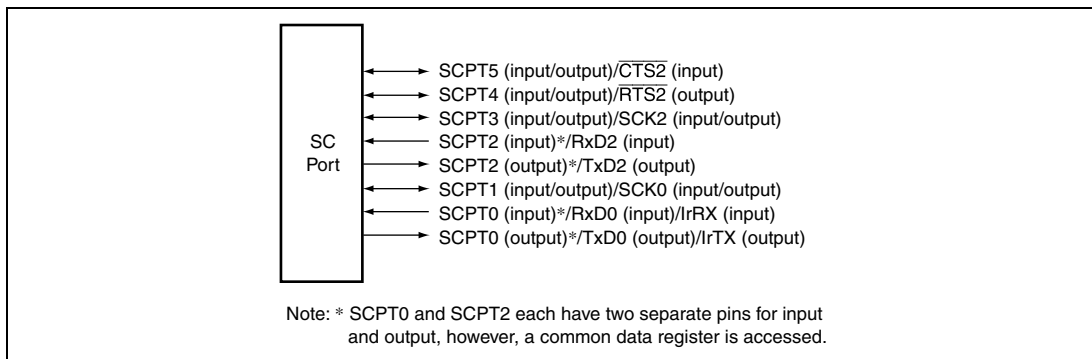 SC
Port
SCPT5 (input/output)/C̅T̅S̅2̅ (input)
SCPT4 (input/output)/R̅T̅S̅2̅ (output)
SCPT3 (input/output)/SCK2 (input/output)
SCPT2 (input)*/RxD2 (input)
SCPT2 (output)*/TxD2 (output)
SCPT1 (input/output)/SCK0 (input/output)
SCPT0 (input)*/RxD0 (input)/IrRX (input)
SCPT0 (output)*/TxD0 (output)/IrTX (output)
Note: * SCPT0 and SCPT2 each have two separate pins for input
and output, however, a common data register is accessed.